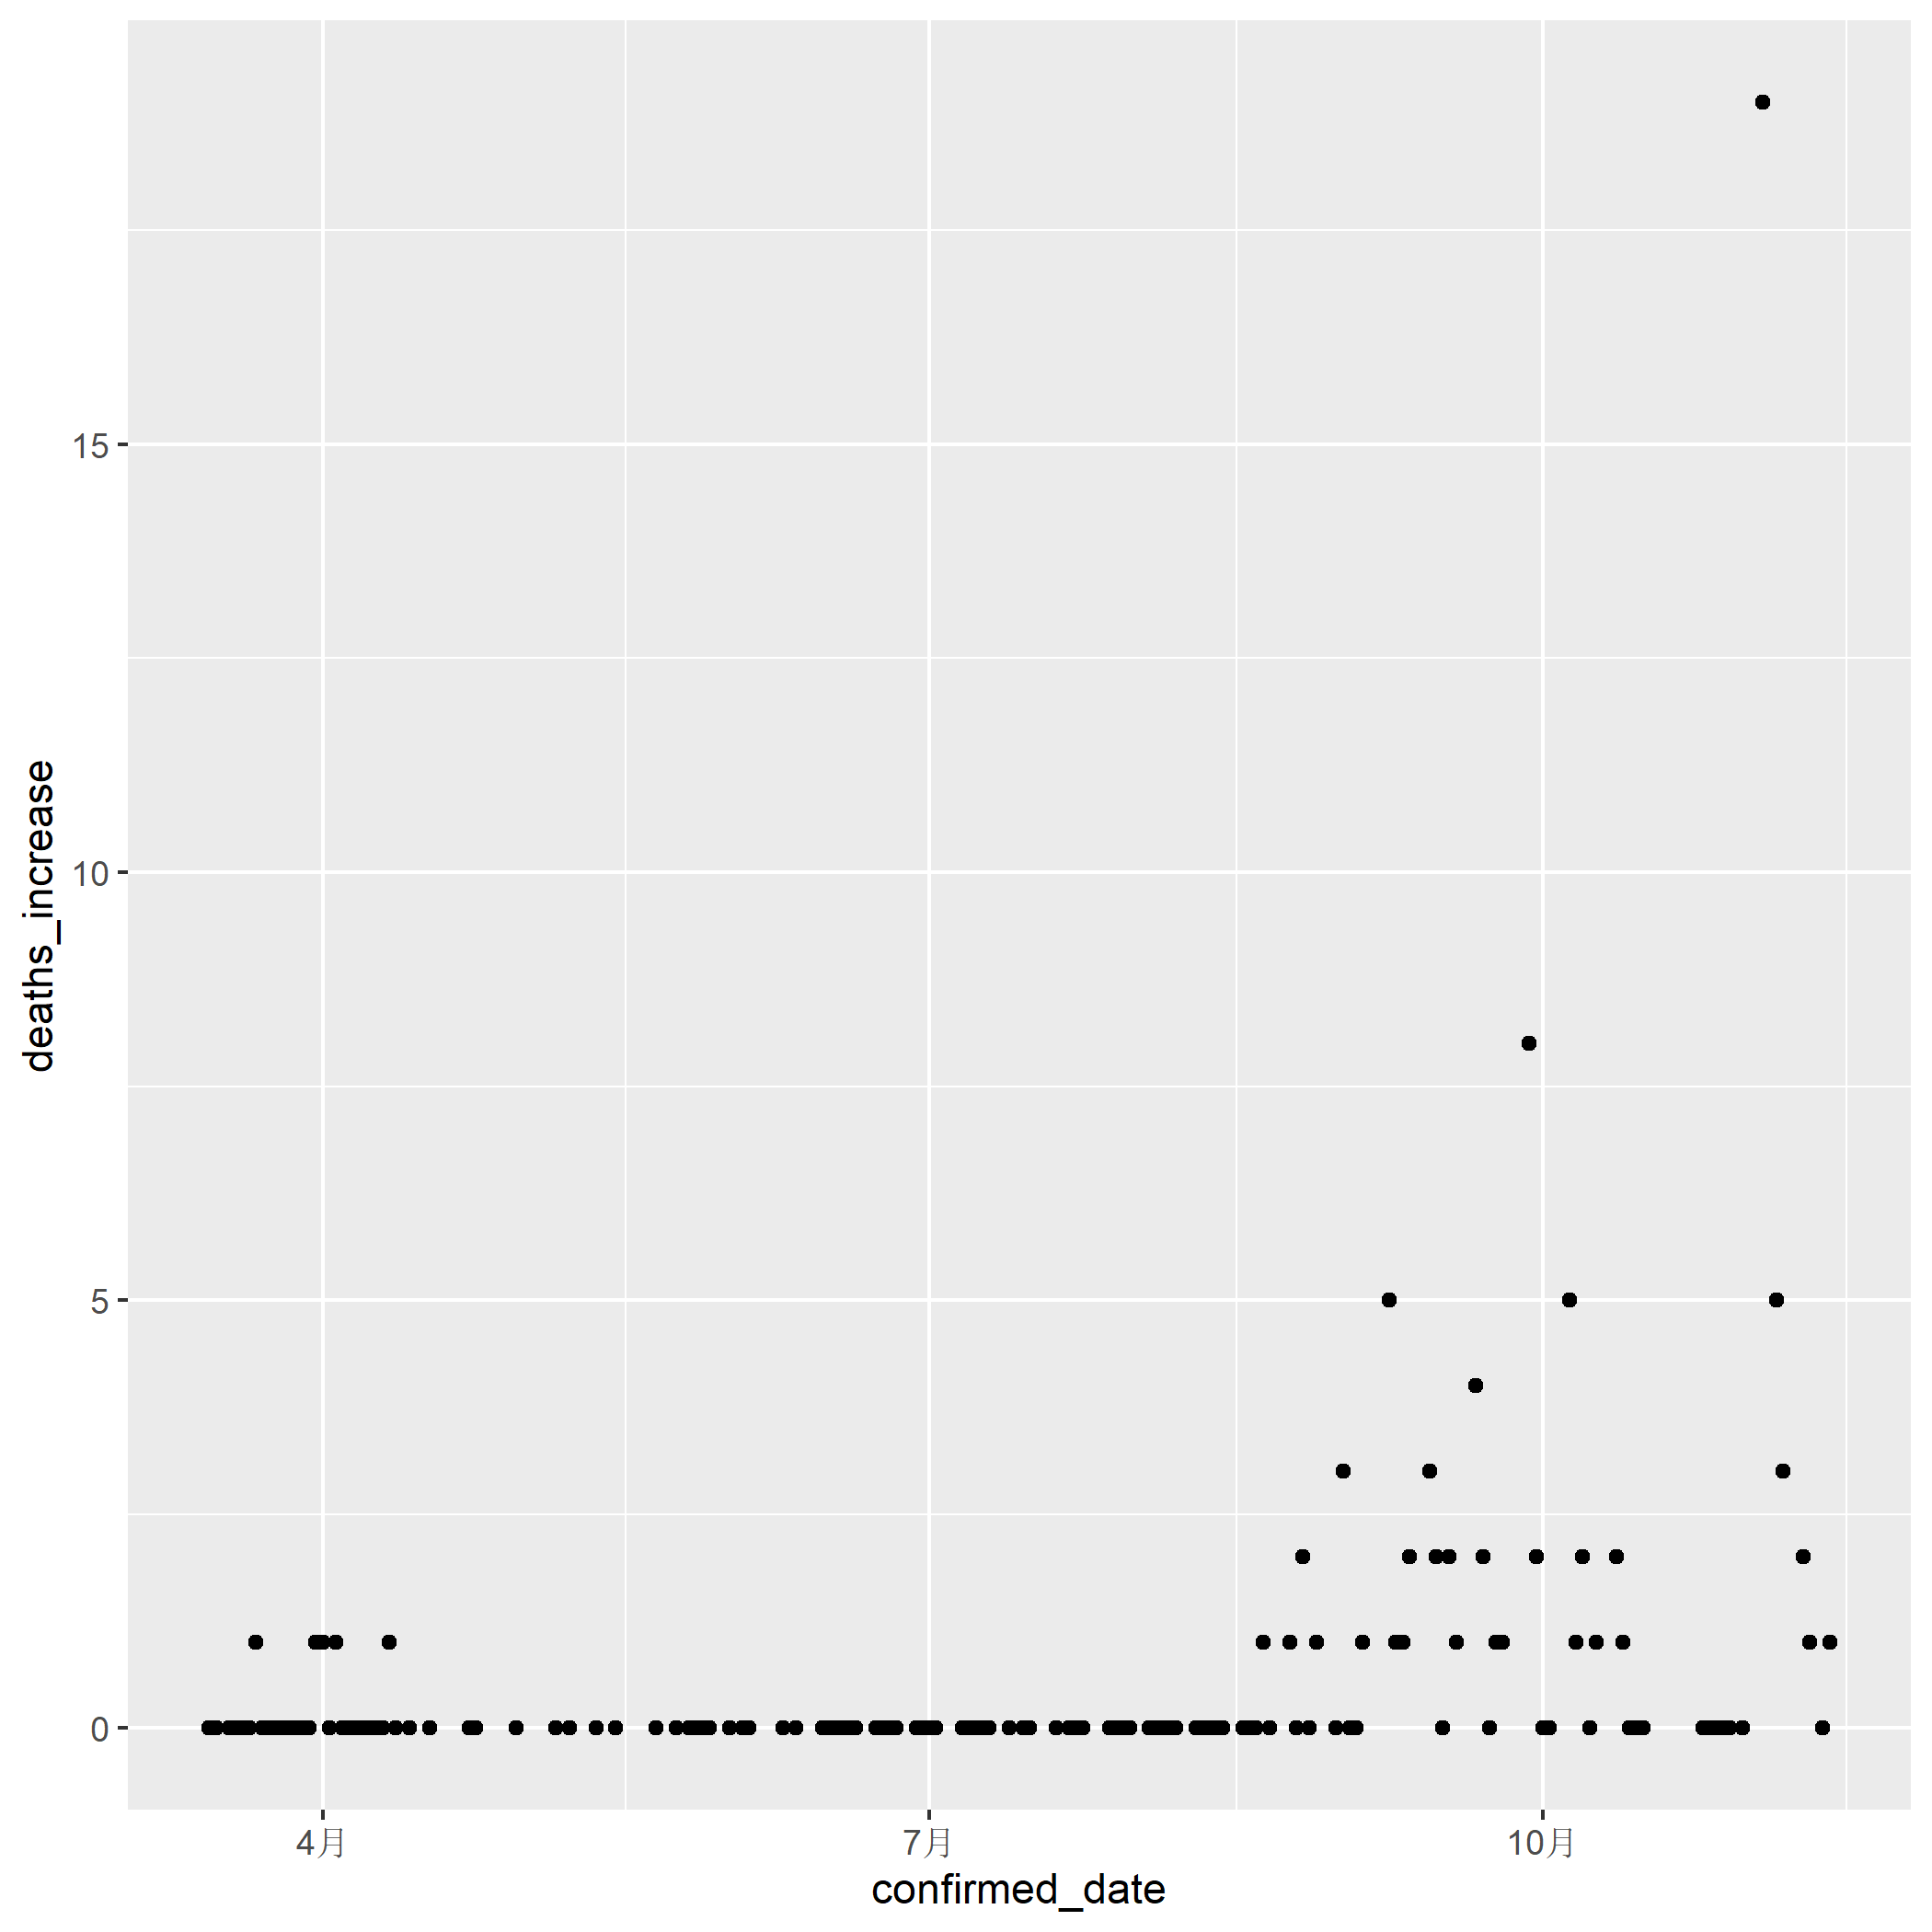 deaths_increase
15
10
5
0
4月
7月
10月
confirmed_date